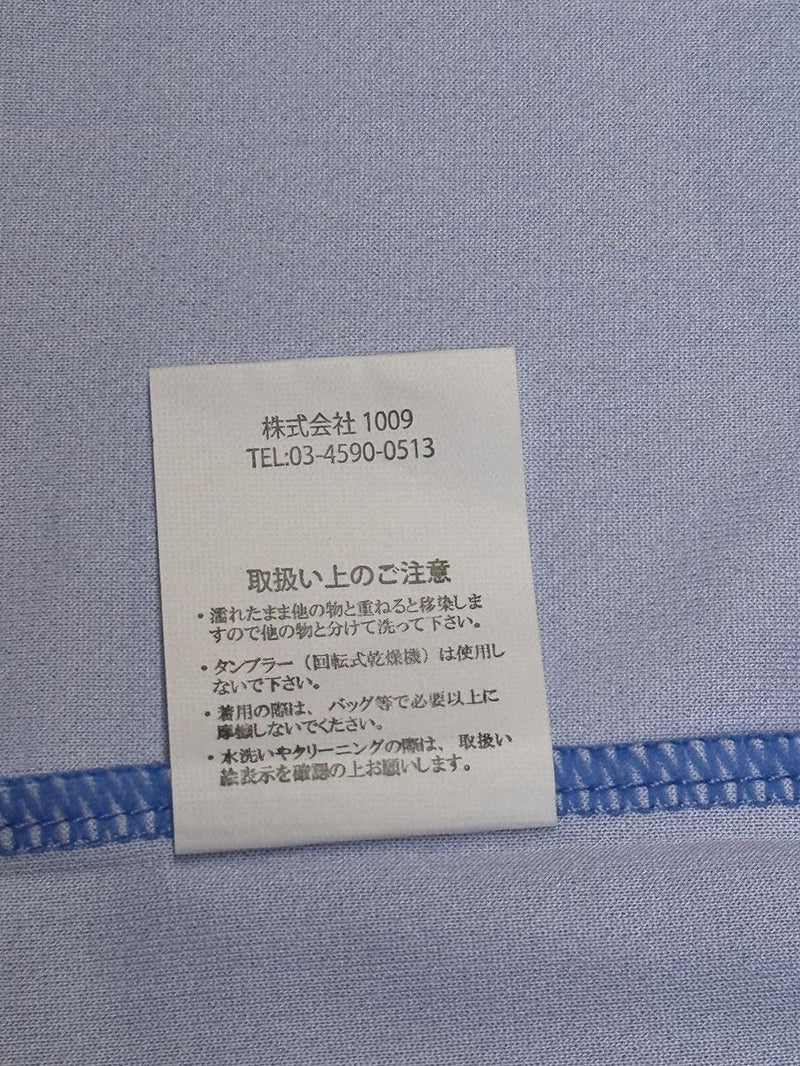 株式会社 1009
TEL:03-4590-0513
取扱い上のご注意
・濡れたまま他の物と重ねると移染しま
すので他の物と分けて洗って下さい。
・タンブラー（回転式乾燥機）は使用し
ないで下さい。
・着用の際は、バッグ等で必要以上に
摩擦しないでください。
・水洗いやクリーニングの際は、取扱い
絵表示を確認の上お願いします。